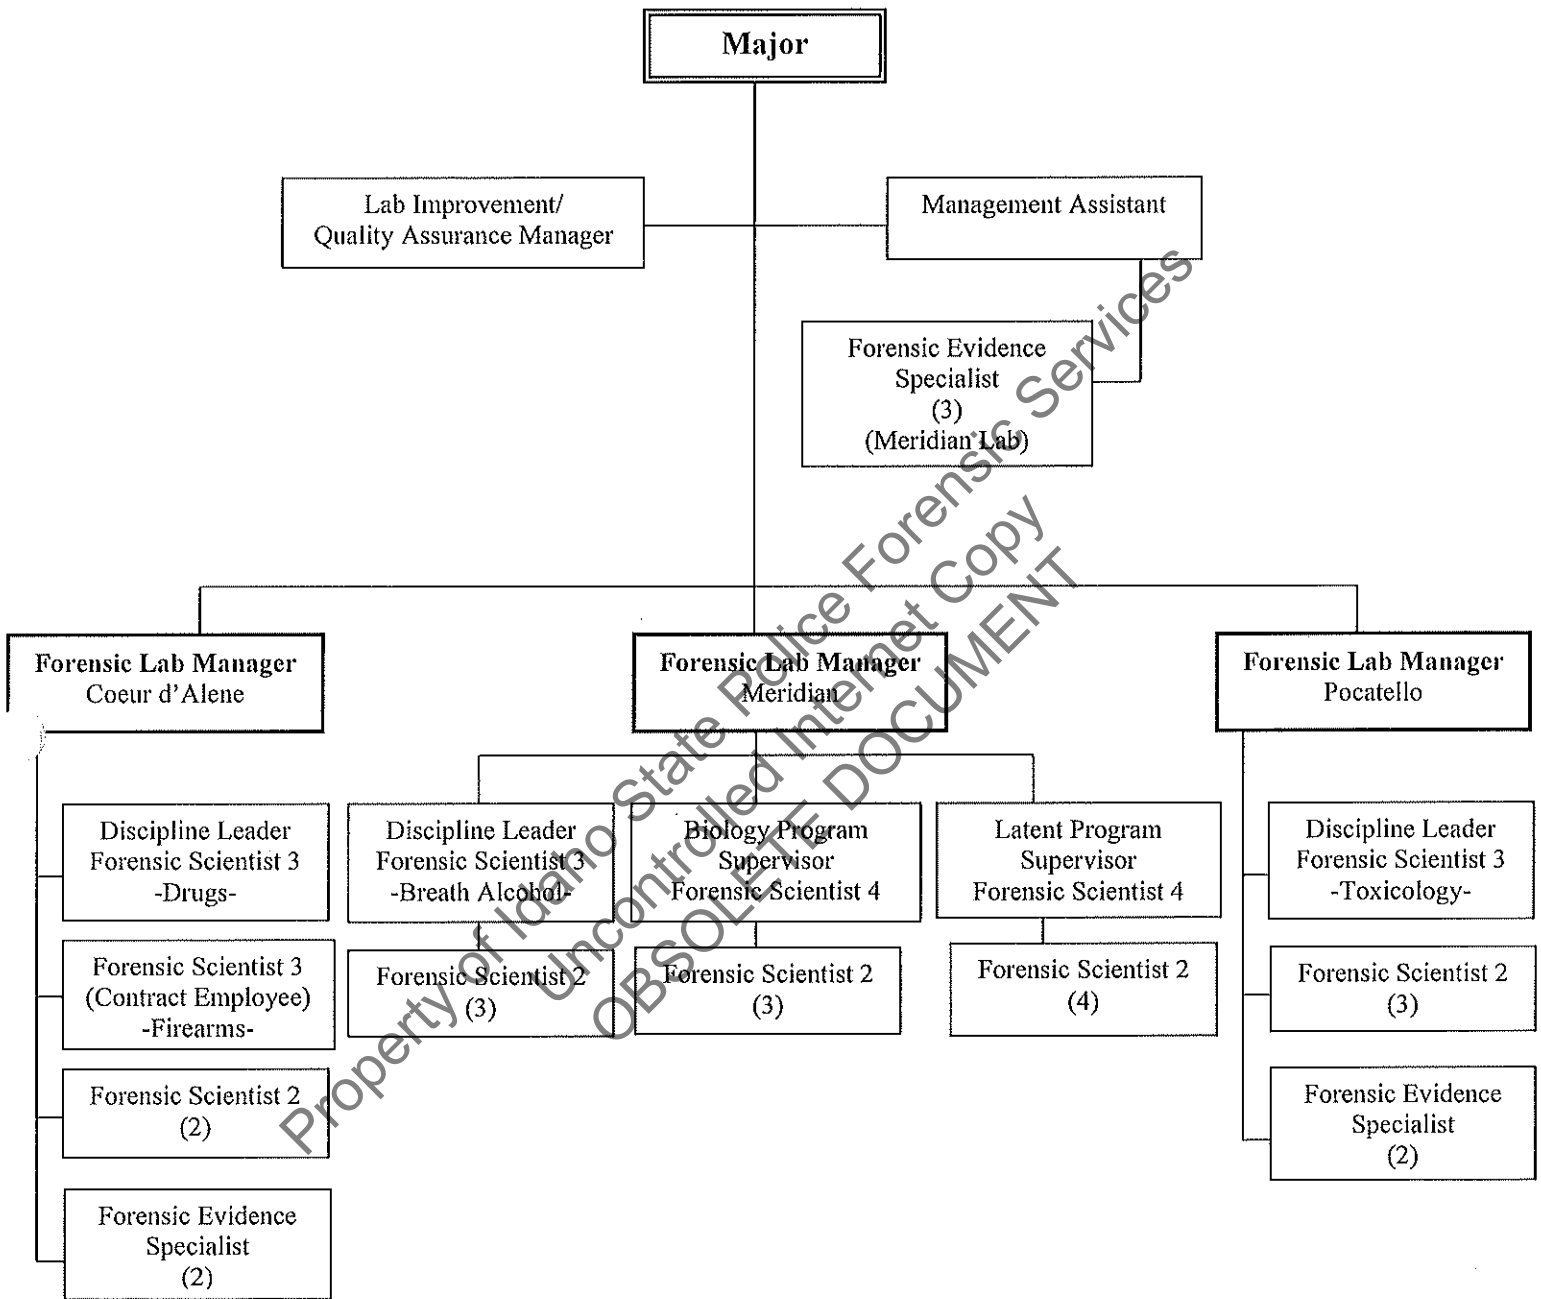 Major
Lab Improvement/
Quality Assurance Manager
Management Assistant
Forensic Evidence
Specialist
(3)
(Meridian Lab)
Forensic Lab Manager
Coeur d'Alene
Forensic Lab Manager
Meridian
Forensic Lab Manager
Pocatello
Discipline Leader
Forensic Scientist 3
-Drugs-
Forensic Scientist 3
(Contract Employee)
-Firearms-
Forensic Scientist 2
(2)
Forensic Evidence
Specialist
(2)
Discipline Leader
Forensic Scientist 3
-Breath Alcohol-
Forensic Scientist 2
(3)
Biology Program
Supervisor
Forensic Scientist 4
Forensic Scientist 2
(3)
Latent Program
Supervisor
Forensic Scientist 4
Forensic Scientist 2
(4)
Discipline Leader
Forensic Scientist 3
-Toxicology-
Forensic Scientist 2
(3)
Forensic Evidence
Specialist
(2)
Property of Idaho State Police Forensic Services
Uncontrolled Internet Copy
OBSOLETE DOCUMENT